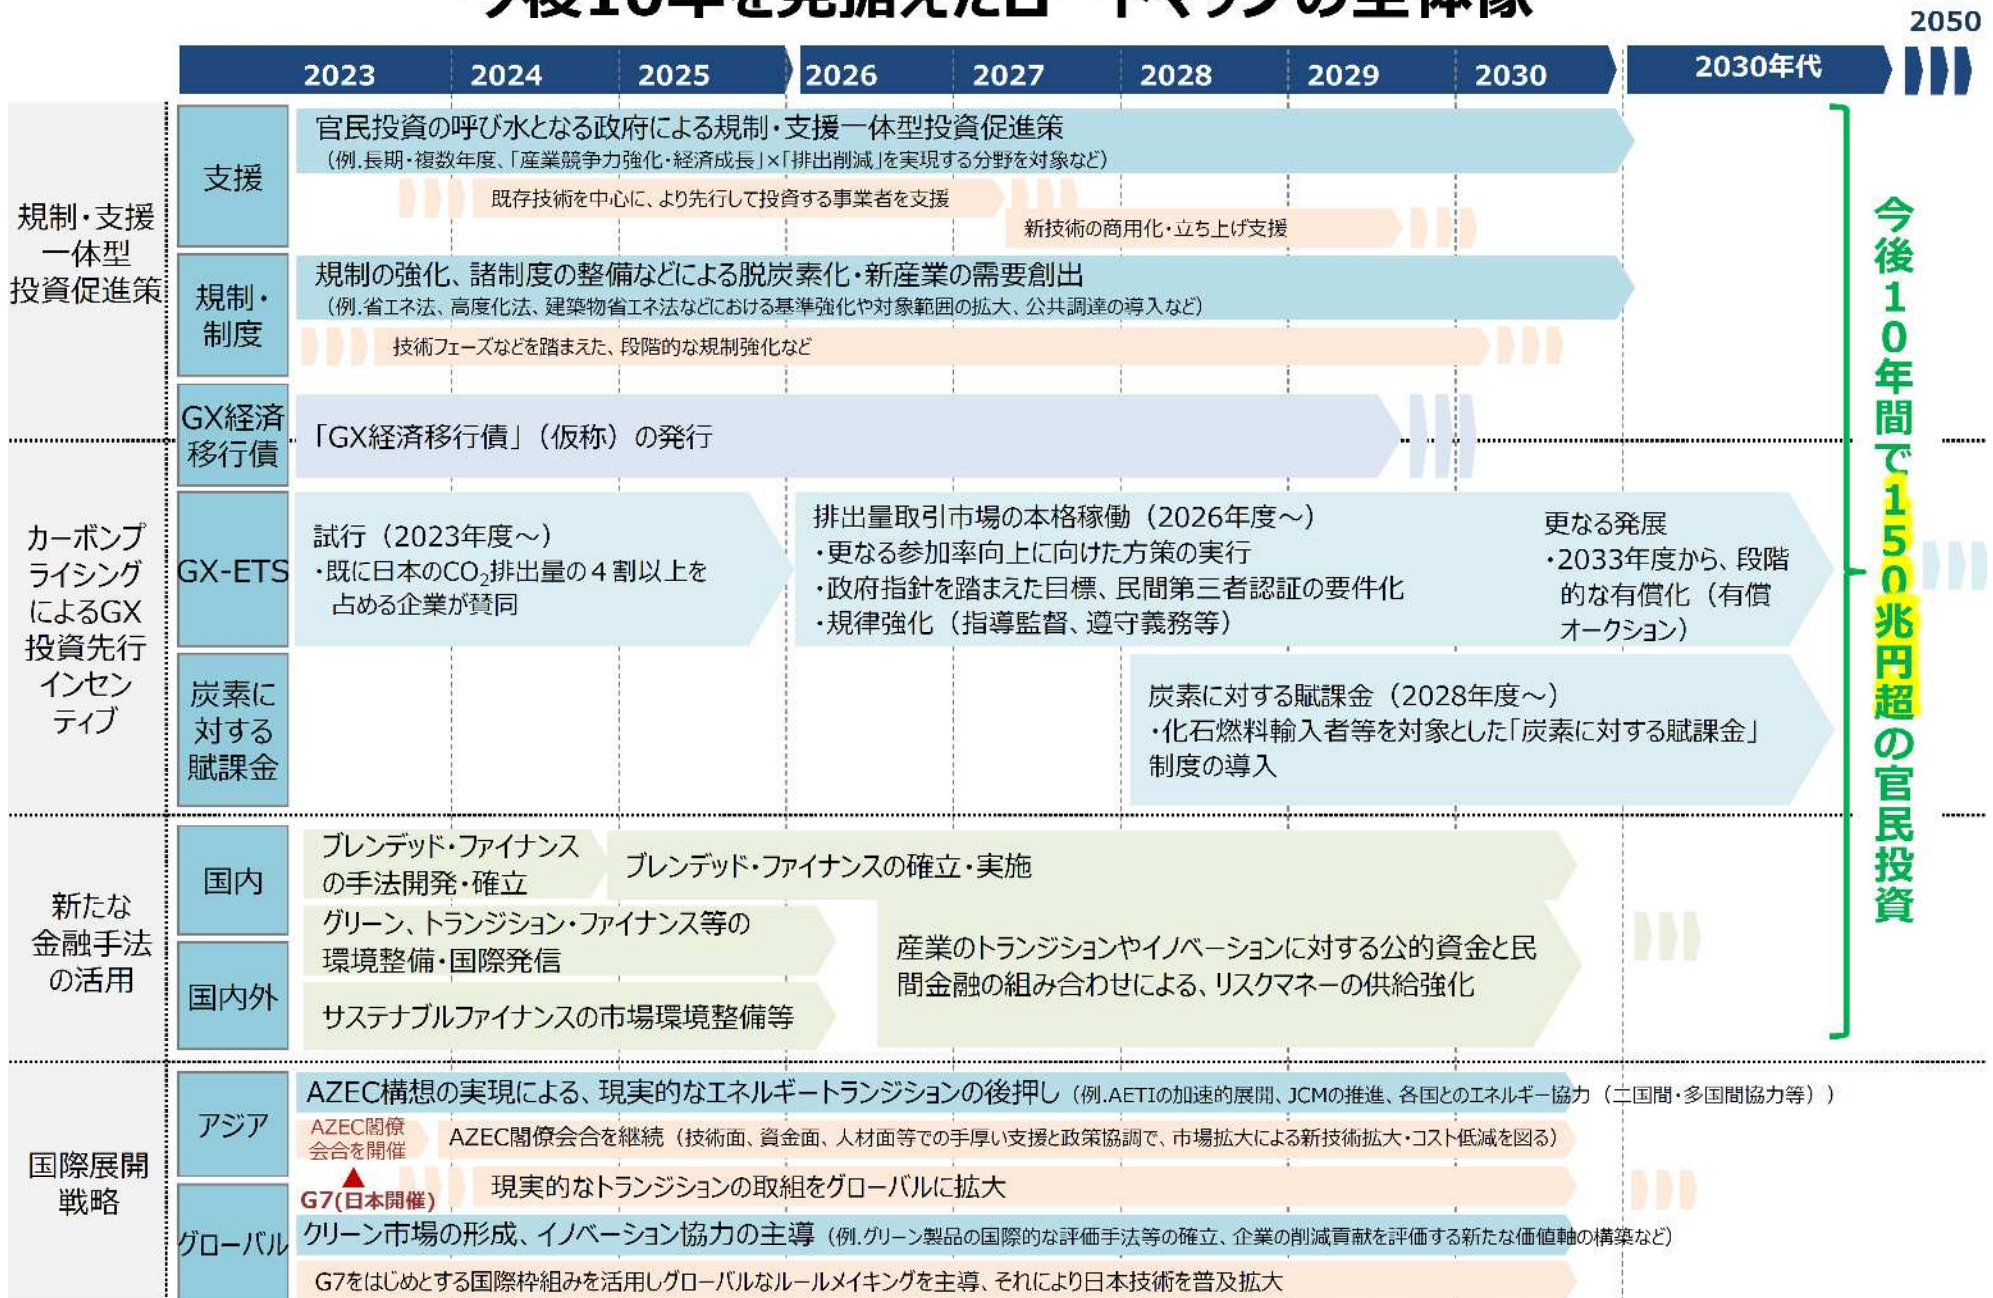 今後10年を見据えたロードマップの全体像
2050
2023 2024 2025 2026 2027 2028 2029 2030 2030年代
規制・支援
一体型
投資促進策
支援
官民投資の呼び水となる政府による規制・支援一体型投資促進策
（例.長期・複数年度、｢産業競争力強化・経済成長｣×｢排出削減｣を実現する分野を対象など）
既存技術を中心に、より先行して投資する事業者を支援
新技術の商用化・立ち上げ支援
規制・
制度
規制の強化、諸制度の整備などによる脱炭素化・新産業の需要創出
（例.省エネ法、高度化法、建築物省エネ法などにおける基準強化や対象範囲の拡大、公共調達の導入など）
技術フェーズなどを踏まえた、段階的な規制強化など
GX経済
移行債
｢GX経済移行債」（仮称）の発行
カーボンプ
ライシング
によるGX
投資先行
インセン
ティブ
GX-ETS
試行（2023年度～）
・既に日本のCO₂排出量の４割以上を
占める企業が賛同
排出量取引市場の本格稼働（2026年度～）
・更なる参加率向上に向けた方策の実行
・政府指針を踏まえた目標、民間第三者認証の要件化
・規律強化（指導監督、遵守義務等）
更なる発展
・2033年度から、段階
的な有償化（有償
オークション）
炭素に
対する
賦課金
炭素に対する賦課金（2028年度～）
・化石燃料輸入者等を対象とした｢炭素に対する賦課金｣
制度の導入
新たな
金融手法
の活用
国内
ブレンデッド・ファイナンス
の手法開発・確立
ブレンデッド・ファイナンスの確立・実施
国内外
グリーン、トランジション・ファイナンス等の
環境整備・国際発信
サステナブルファイナンスの市場環境整備等
産業のトランジションやイノベーションに対する公的資金と民
間金融の組み合わせによる、リスクマネーの供給強化
国際展開
戦略
アジア
AZEC構想の実現による、現実的なエネルギートランジションの後押し（例.AETIの加速的展開、JCMの推進、各国とのエネルギー協力（二国間・多国間協力等））
AZEC閣僚
会合を開催
AZEC閣僚会合を継続（技術面、資金面、人材面等での手厚い支援と政策協調で、市場拡大による新技術拡大・コスト低減を図る）
▲
G7(日本開催)
現実的なトランジションの取組をグローバルに拡大
グローバル
クリーン市場の形成、イノベーション協力の主導（例.グリーン製品の国際的な評価手法等の確立、企業の削減貢献を評価する新たな価値軸の構築など）
G7をはじめとする国際枠組みを活用しグローバルなルールメイキングを主導、それにより日本技術を普及拡大
今後10年間で150兆円超の官民投資